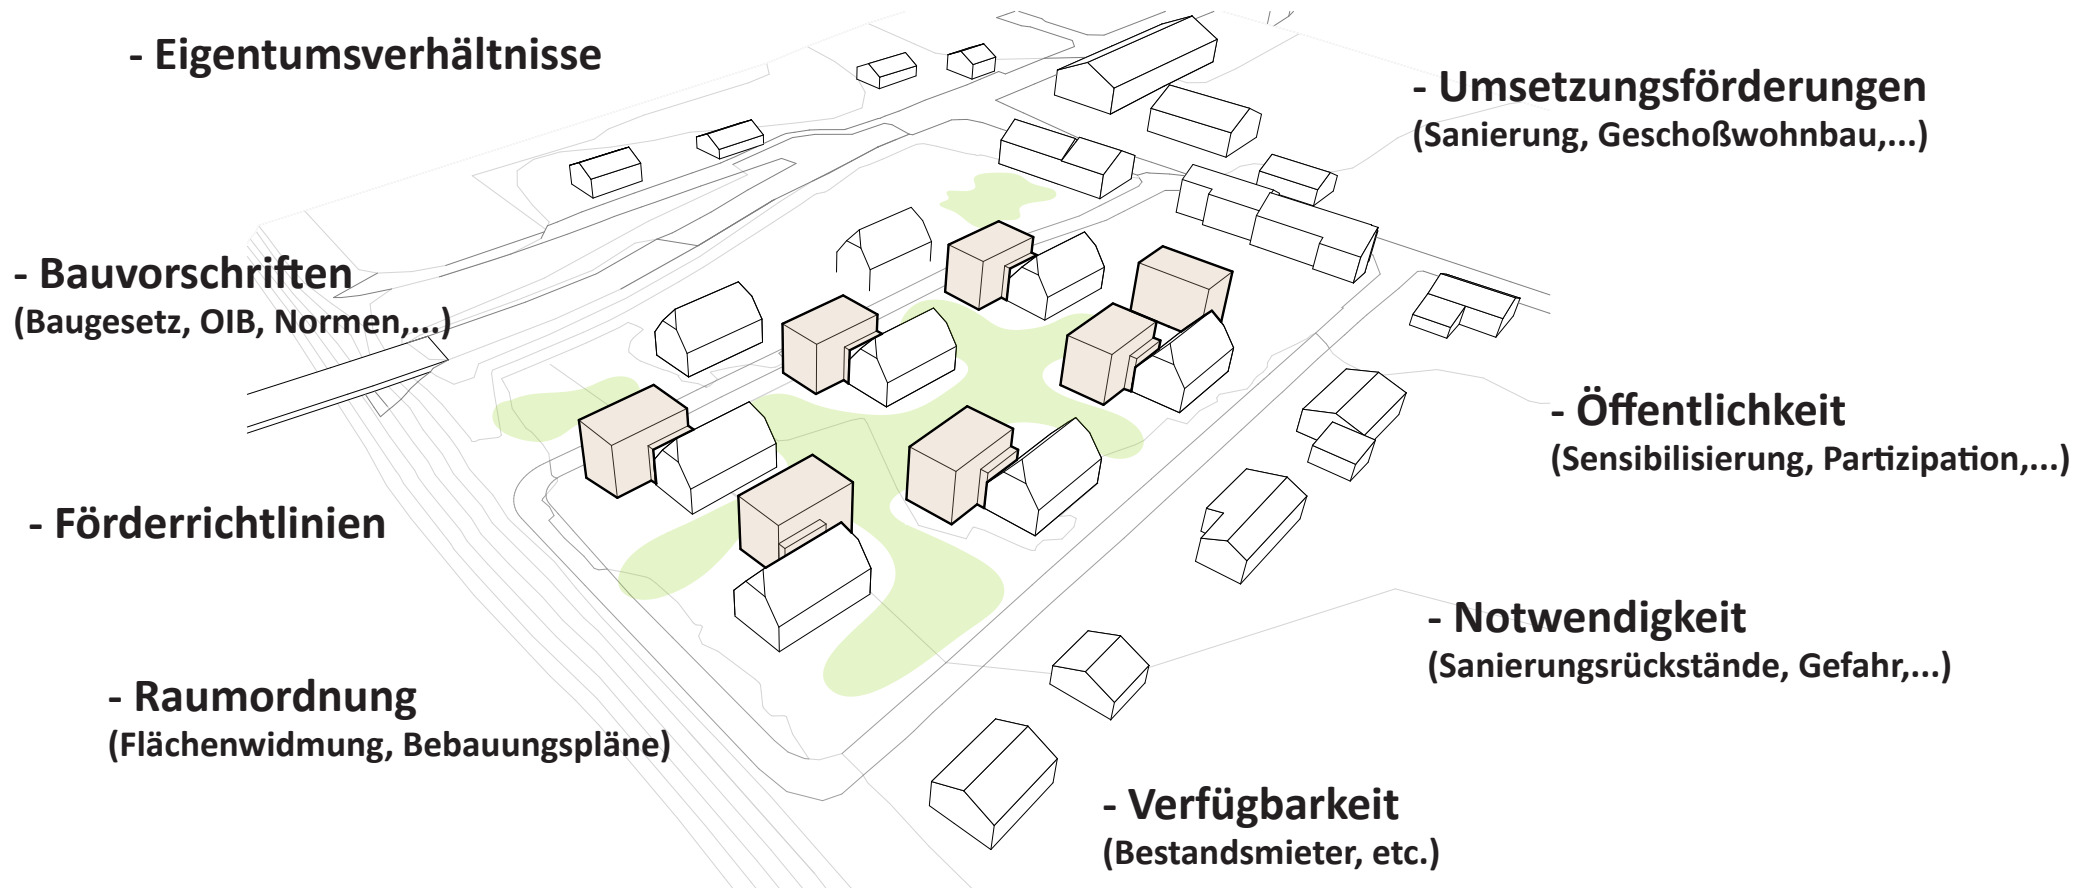 - Eigentumsverhältnisse
- Umsetzungsförderungen
(Sanierung, Geschoßwohnbau,...)
- Bauvorschriften
(Baugesetz, OIB, Normen,...)
- Öffentlichkeit
(Sensibilisierung, Partizipation,...)
- Förderrichtlinien
- Notwendigkeit
(Sanierungsrückstände, Gefahr,...)
- Raumordnung
(Flächenwidmung, Bebauungspläne)
- Verfügbarkeit
(Bestandsmieter, etc.)